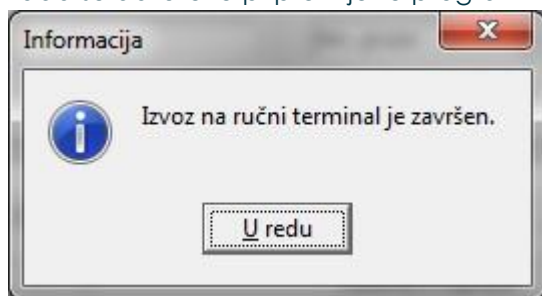 Informacija
Izvoz na ručni terminal je završen.
U redu